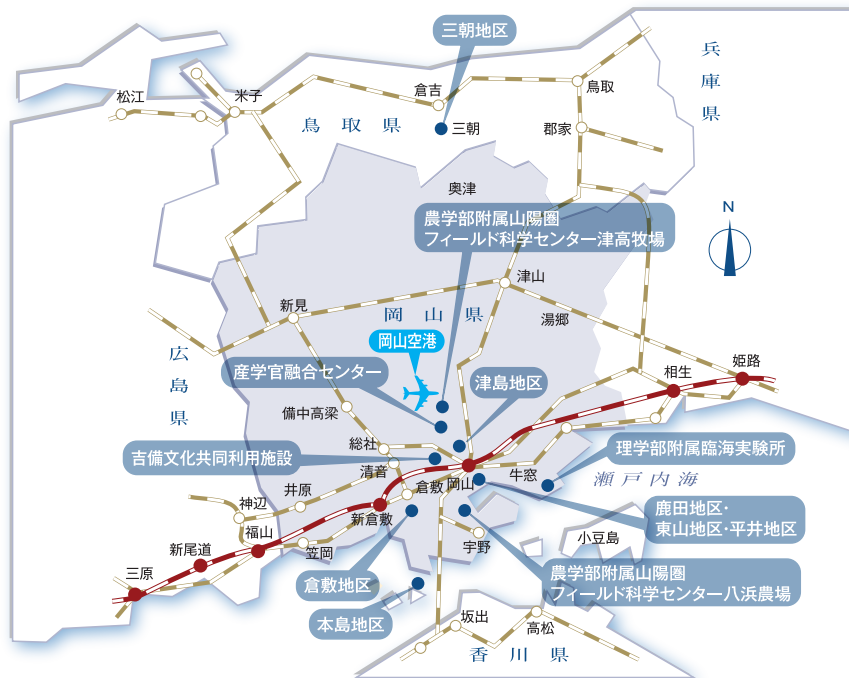 三朝地区
兵庫県
松江
米子
倉吉
鳥取
鳥取県
三朝
郡家
奥津
農学部附属山陽圏
フィールド科学センター津高牧場
N
津山
新見
岡山県
湯郷
岡山空港
広島県
産学官融合センター
津島地区
相生
姫路
備中高梁
総社
吉備文化共同利用施設
清音
理学部附属臨海実験所
倉敷
岡山
牛窓
瀬戸内海
井原
神辺
新倉敷
鹿田地区・
東山地区・平井地区
福山
笠岡
宇野
小豆島
新尾道
三原
倉敷地区
農学部附属山陽圏
フィールド科学センター八浜農場
本島地区
坂出
高松
香川県